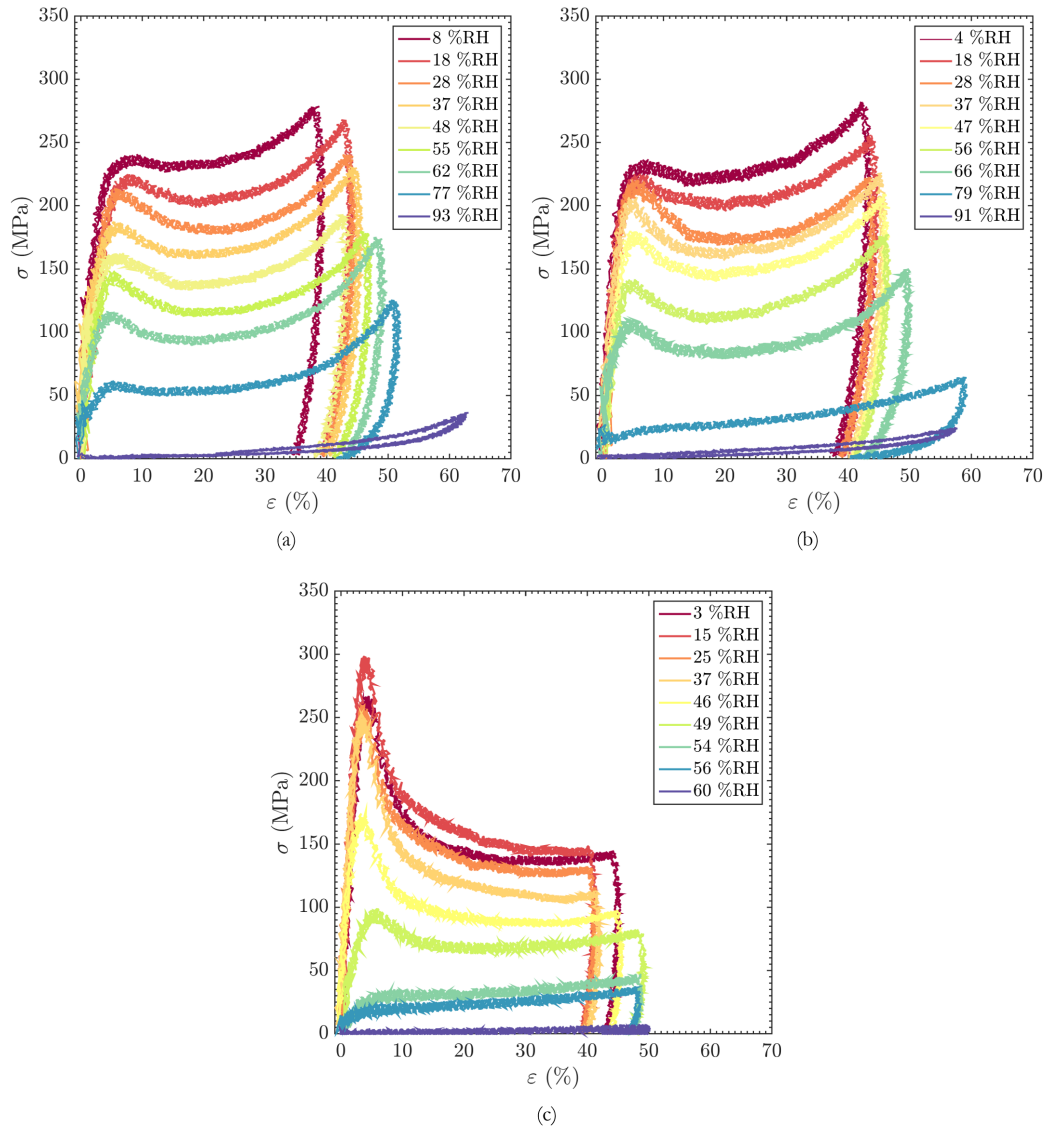 350
300
250
200
150
100
50
0
σ (MPa)
0 10 20 30 40 50 60 70
ε (%)
8 %RH
18 %RH
28 %RH
37 %RH
48 %RH
55 %RH
62 %RH
77 %RH
93 %RH
(a)
350
300
250
200
150
100
50
0
σ (MPa)
0 10 20 30 40 50 60 70
ε (%)
4 %RH
18 %RH
28 %RH
37 %RH
47 %RH
56 %RH
66 %RH
79 %RH
91 %RH
(b)
350
300
250
200
150
100
50
0
σ (MPa)
0 10 20 30 40 50 60 70
ε (%)
3 %RH
15 %RH
25 %RH
37 %RH
46 %RH
49 %RH
54 %RH
56 %RH
60 %RH
(c)